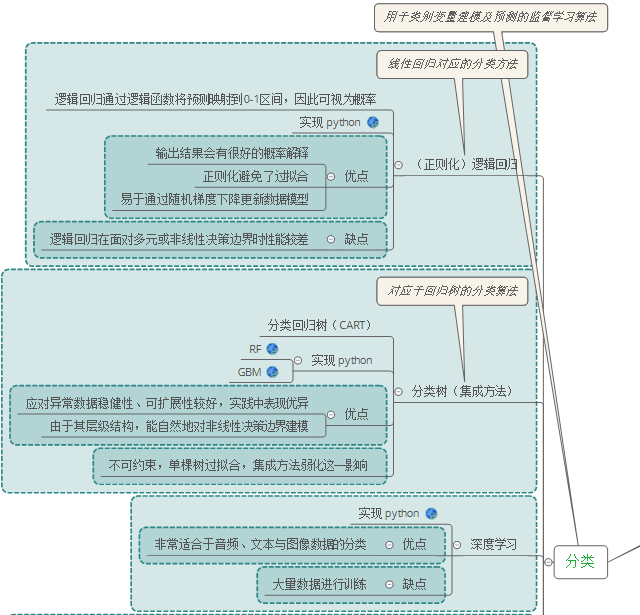 用于类别变量建模及预测的监督学习算法
线性回归对应的分类方法
逻辑回归通过逻辑函数将预测映射到0-1区间，因此可视为概率
实现 python
（正则化）逻辑回归
输出结果会有很好的概率解释
正则化避免了过拟合
优点
易于通过随机梯度下降更新数据模型
逻辑回归在面对多元或非线性决策边界时性能较差
缺点
对应于回归树的分类算法
分类回归树（CART）
RF
实现 python
GBM
分类树（集成方法）
应对异常数据稳健性、可扩展性较好，实践中表现优异
优点
由于其层级结构，能自然地对非线性决策边界建模
不可约束，单棵树过拟合，集成方法弱化这一影响
实现 python
非常适合于音频、文本与图像数据的分类
优点
深度学习
分类
大量数据进行训练
缺点